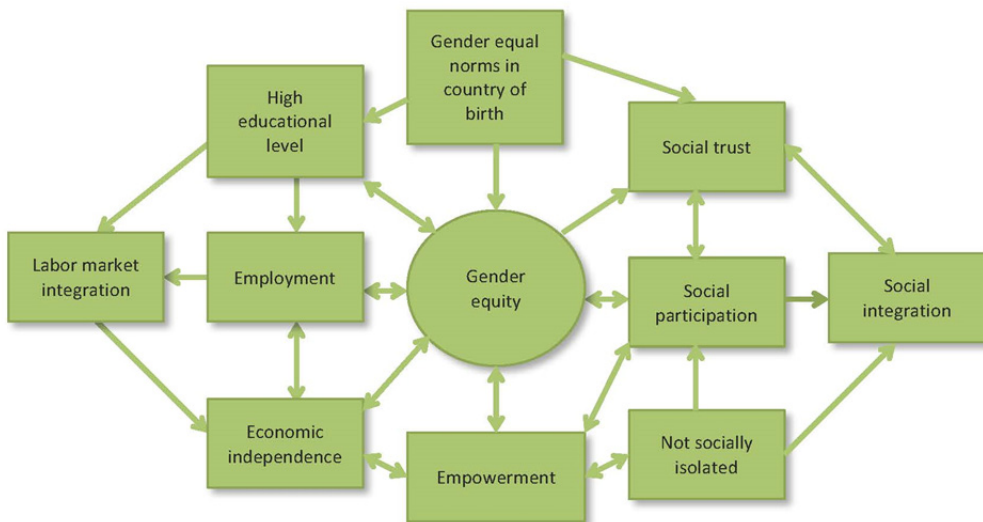 Gender equal
norms in
country of
birth
High
educational
level
Social trust
Labor market
integration
Employment
Gender
equity
Social
participation
Social
integration
Economic
independence
Empowerment
Not socially
isolated